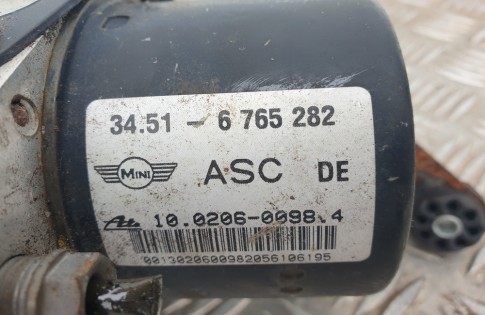 34.51 - 6 765 282
MINI ASC DE
Ate 10.0206-0098.4
0013020600982056106195